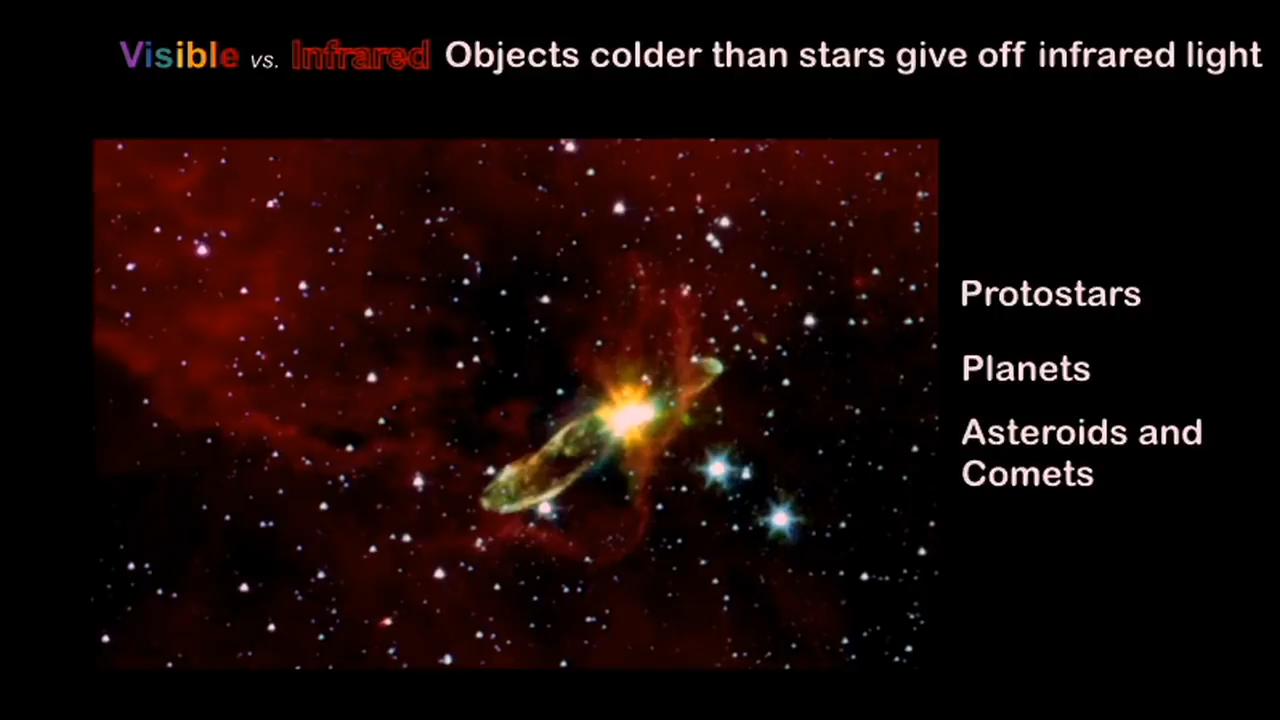 Visible vs. Infrared Objects colder than stars give off infrared light
Protostars
Planets
Asteroids and
Comets